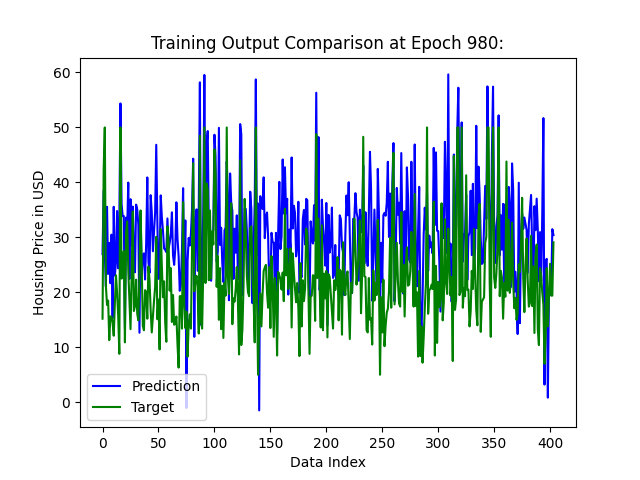 Training Output Comparison at Epoch 980:
Housing Price in USD
60
50
40
30
20
10
0
Prediction
Target
0 50 100 150 200 250 300 350 400
Data Index